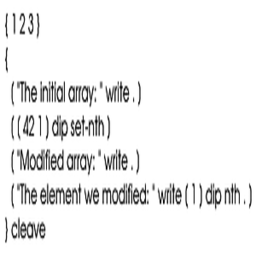 { 1 2 3 }
{
( "The initial array: " write . )
( ( 42 1 ) dip set-nth )
( "Modified array: " write . )
( "The element we modified: " write ( 1 ) dip nth . )
} cleave